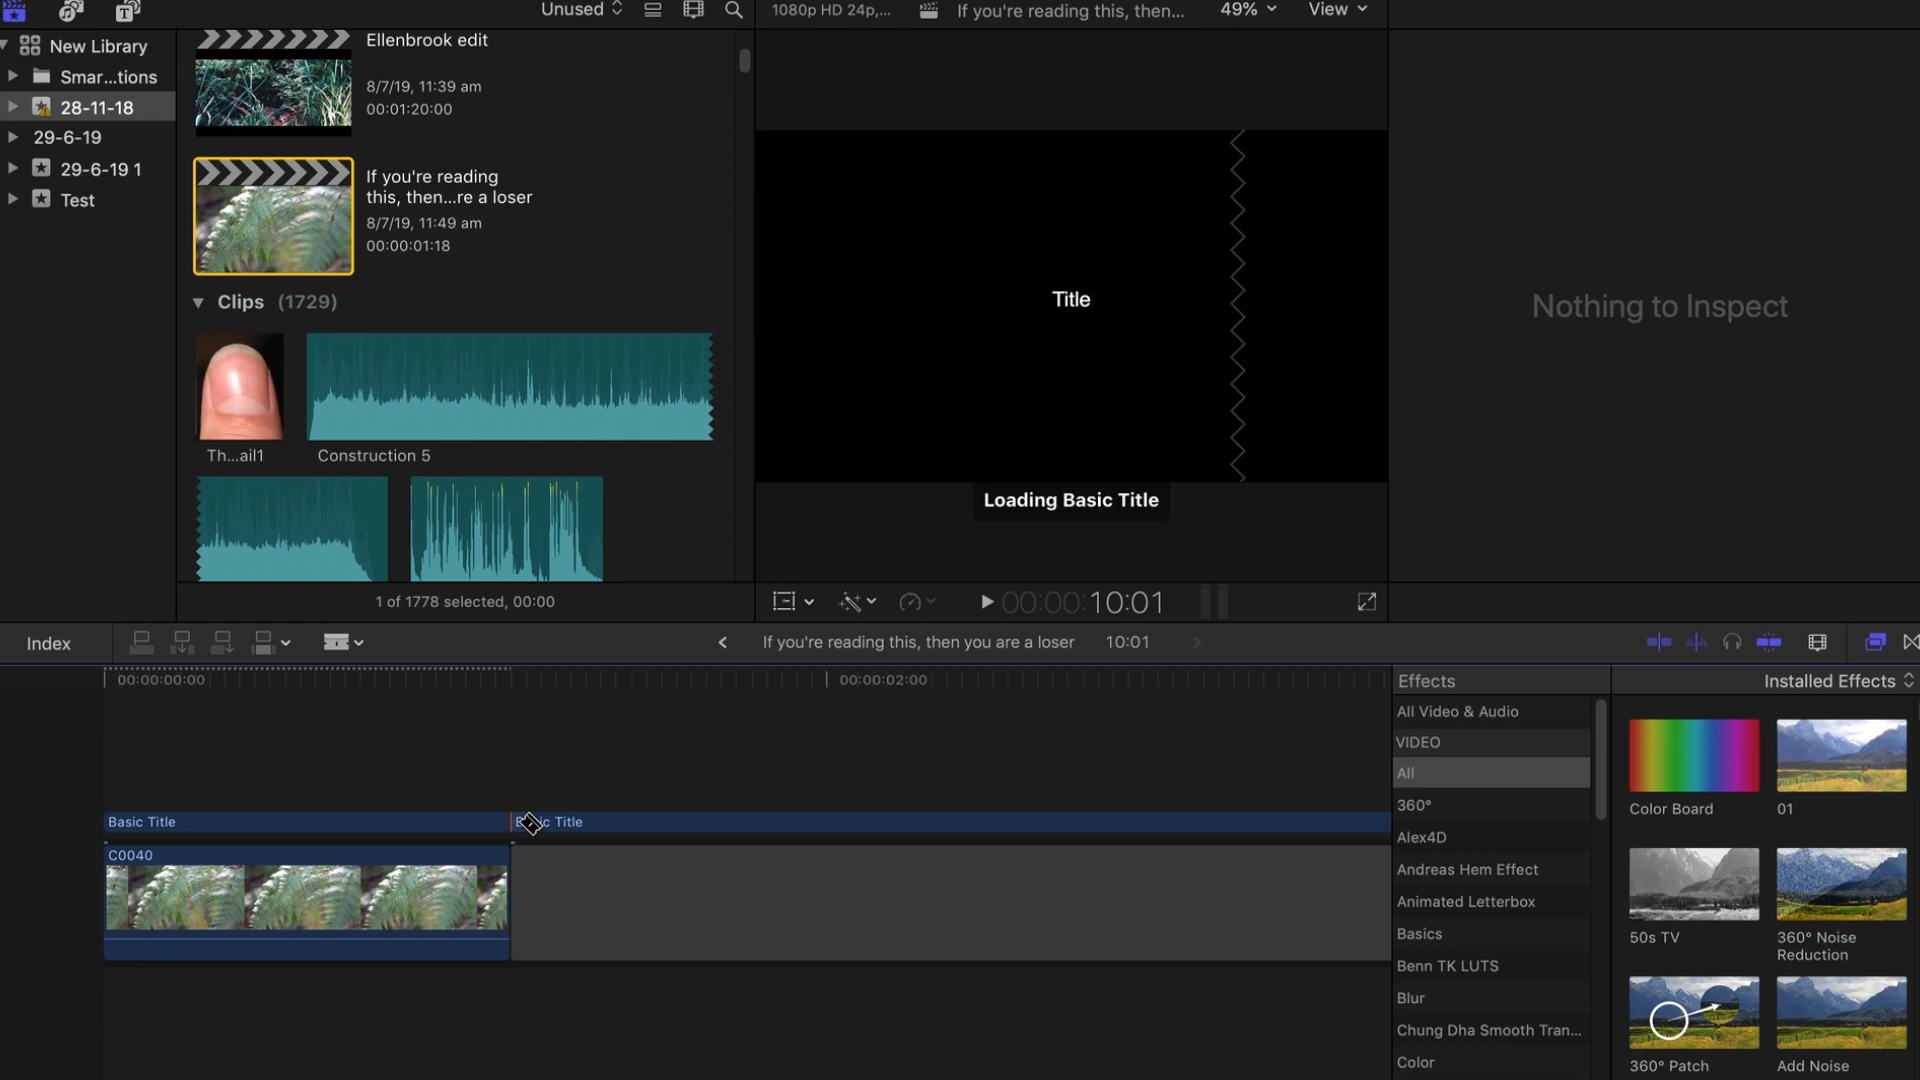 Unused
1080p HD 24p,...
If you're reading this, then...
49%
View
New Library
Smar...tions
28-11-18
29-6-19
29-6-19 1
Test
Ellenbrook edit
8/7/19, 11:39 am
00:01:20:00
If you're reading
this, then...re a loser
8/7/19, 11:49 am
00:00:01:18
Clips (1729)
Th...ail1
Construction 5
1 of 1778 selected, 00:00
Title
Loading Basic Title
00:00:10:01
Nothing to Inspect
Index
If you're reading this, then you are a loser
10:01
00:00:00:00
00:00:02:00
Basic Title
Title
C0040
Effects
Installed Effects
All Video & Audio
VIDEO
All
360°
Alex4D
Andreas Hem Effect
Animated Letterbox
Basics
Benn TK LUTS
Blur
Chung Dha Smooth Tran...
Color
Color Board
01
50s TV
360° Noise
Reduction
360° Patch
Add Noise